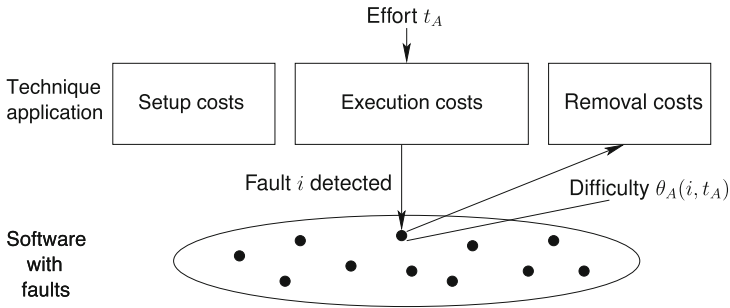 Effort t_A
Technique
application
Setup costs
Execution costs
Removal costs
Fault i detected
Difficulty θ_A(i, t_A)
Software
with
faults